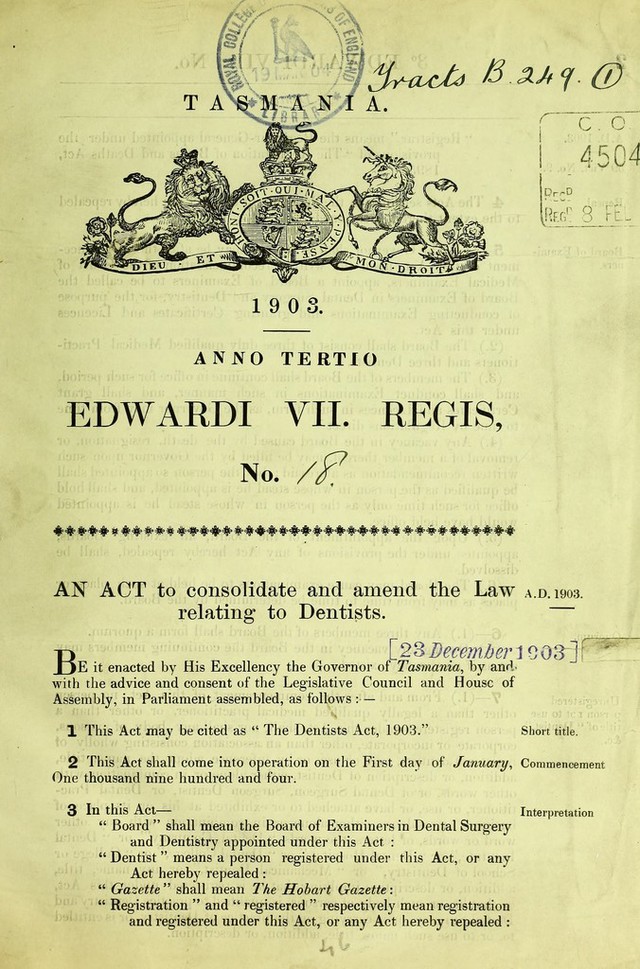 Tracts B. 249. (1)
TASMANIA.
C. O.
4504
REC^D
REG^D 8 FEB
HONI·SOIT·QUI·MAL·Y·PENSE
DIEU · ET · MON · DROIT
1903.
ANNO TERTIO
EDWARDI VII. REGIS,
No. 18.
AN ACT to consolidate and amend the Law A.D. 1903.
relating to Dentists.
[23 December 1903]
BE it enacted by His Excellency the Governor of Tasmania, by and
with the advice and consent of the Legislative Council and House of
Assembly, in Parliament assembled, as follows :—
1 This Act may be cited as “ The Dentists Act, 1903.” Short title.
2 This Act shall come into operation on the First day of January, Commencement
One thousand nine hundred and four.
3 In this Act— Interpretation
“ Board ” shall mean the Board of Examiners in Dental Surgery
and Dentistry appointed under this Act :
“ Dentist ” means a person registered under this Act, or any
Act hereby repealed :
“ Gazette ” shall mean The Hobart Gazette :
“ Registration ” and “ registered ” respectively mean registration
and registered under this Act, or any Act hereby repealed :
46